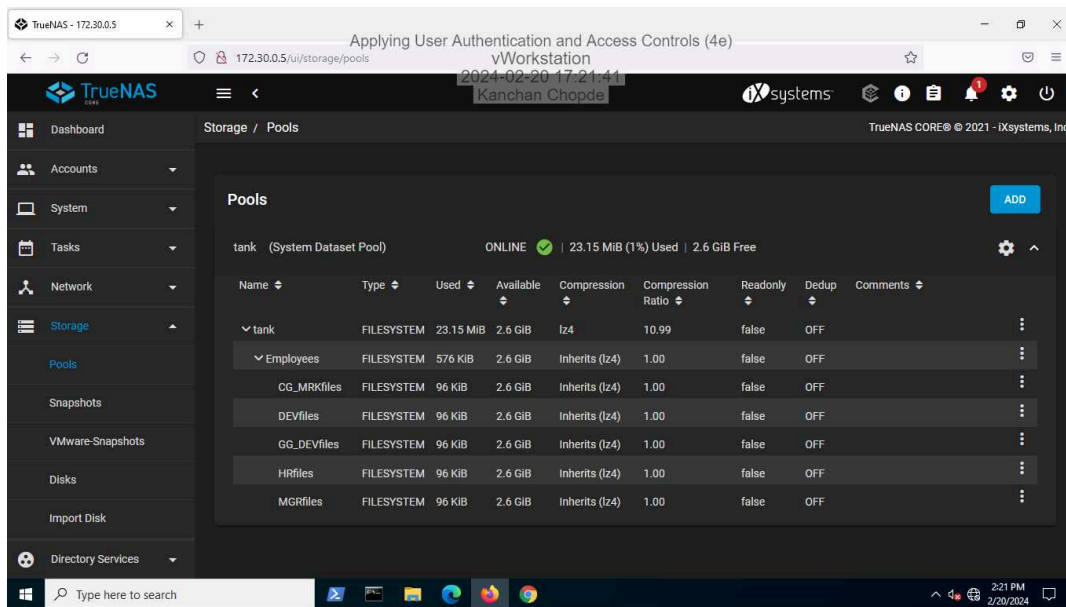 TrueNAS - 172.30.0.5
Applying User Authentication and Access Controls (4e)
172.30.0.5/ui/storage/pools
vWorkstation
2024-02-20 17:21:41
Kanchan Chopde
TrueNAS
CORE
iXsystems
1
Dashboard
Storage / Pools
TrueNAS CORE® © 2021 - iXsystems, Inc
Accounts
System
Tasks
Network
Storage
Pools
Snapshots
VMware-Snapshots
Disks
Import Disk
Directory Services
Pools
ADD
tank (System Dataset Pool) ONLINE | 23.15 MiB (1%) Used | 2.6 GiB Free
Name Type Used Available Compression Compression Ratio Readonly Dedup Comments
tank FILESYSTEM 23.15 MiB 2.6 GiB lz4 10.99 false OFF
Employees FILESYSTEM 576 KiB 2.6 GiB Inherits (lz4) 1.00 false OFF
CG_MRKfiles FILESYSTEM 96 KiB 2.6 GiB Inherits (lz4) 1.00 false OFF
DEVfiles FILESYSTEM 96 KiB 2.6 GiB Inherits (lz4) 1.00 false OFF
GG_DEVfiles FILESYSTEM 96 KiB 2.6 GiB Inherits (lz4) 1.00 false OFF
HRfiles FILESYSTEM 96 KiB 2.6 GiB Inherits (lz4) 1.00 false OFF
MGRfiles FILESYSTEM 96 KiB 2.6 GiB Inherits (lz4) 1.00 false OFF
Type here to search
2:21 PM
2/20/2024